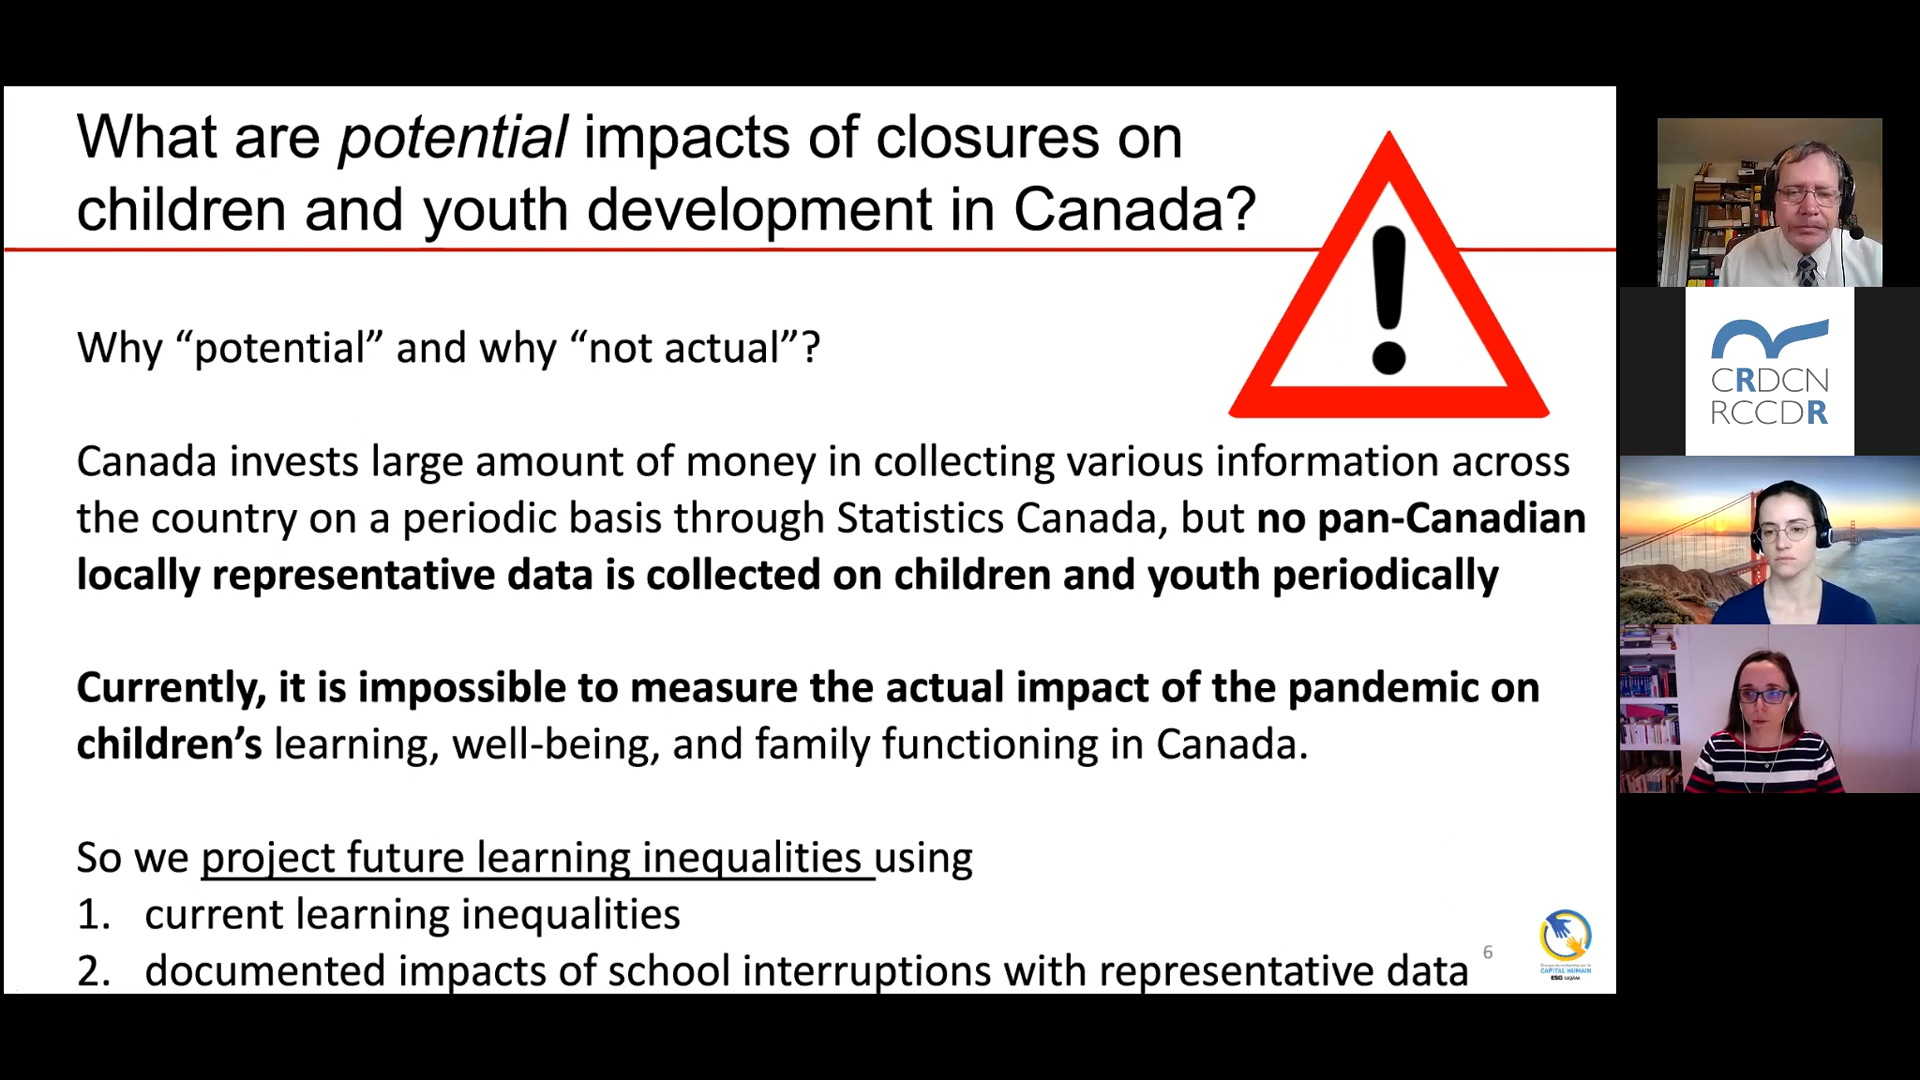 What are potential impacts of closures on
children and youth development in Canada?
Why “potential” and why “not actual”?
Canada invests large amount of money in collecting various information across
the country on a periodic basis through Statistics Canada, but no pan-Canadian
locally representative data is collected on children and youth periodically
Currently, it is impossible to measure the actual impact of the pandemic on
children’s learning, well-being, and family functioning in Canada.
So we project future learning inequalities using
1. current learning inequalities
2. documented impacts of school interruptions with representative data
6
CAPITAL HUMAIN
ESG UQAM
CRDCN
RCCDR